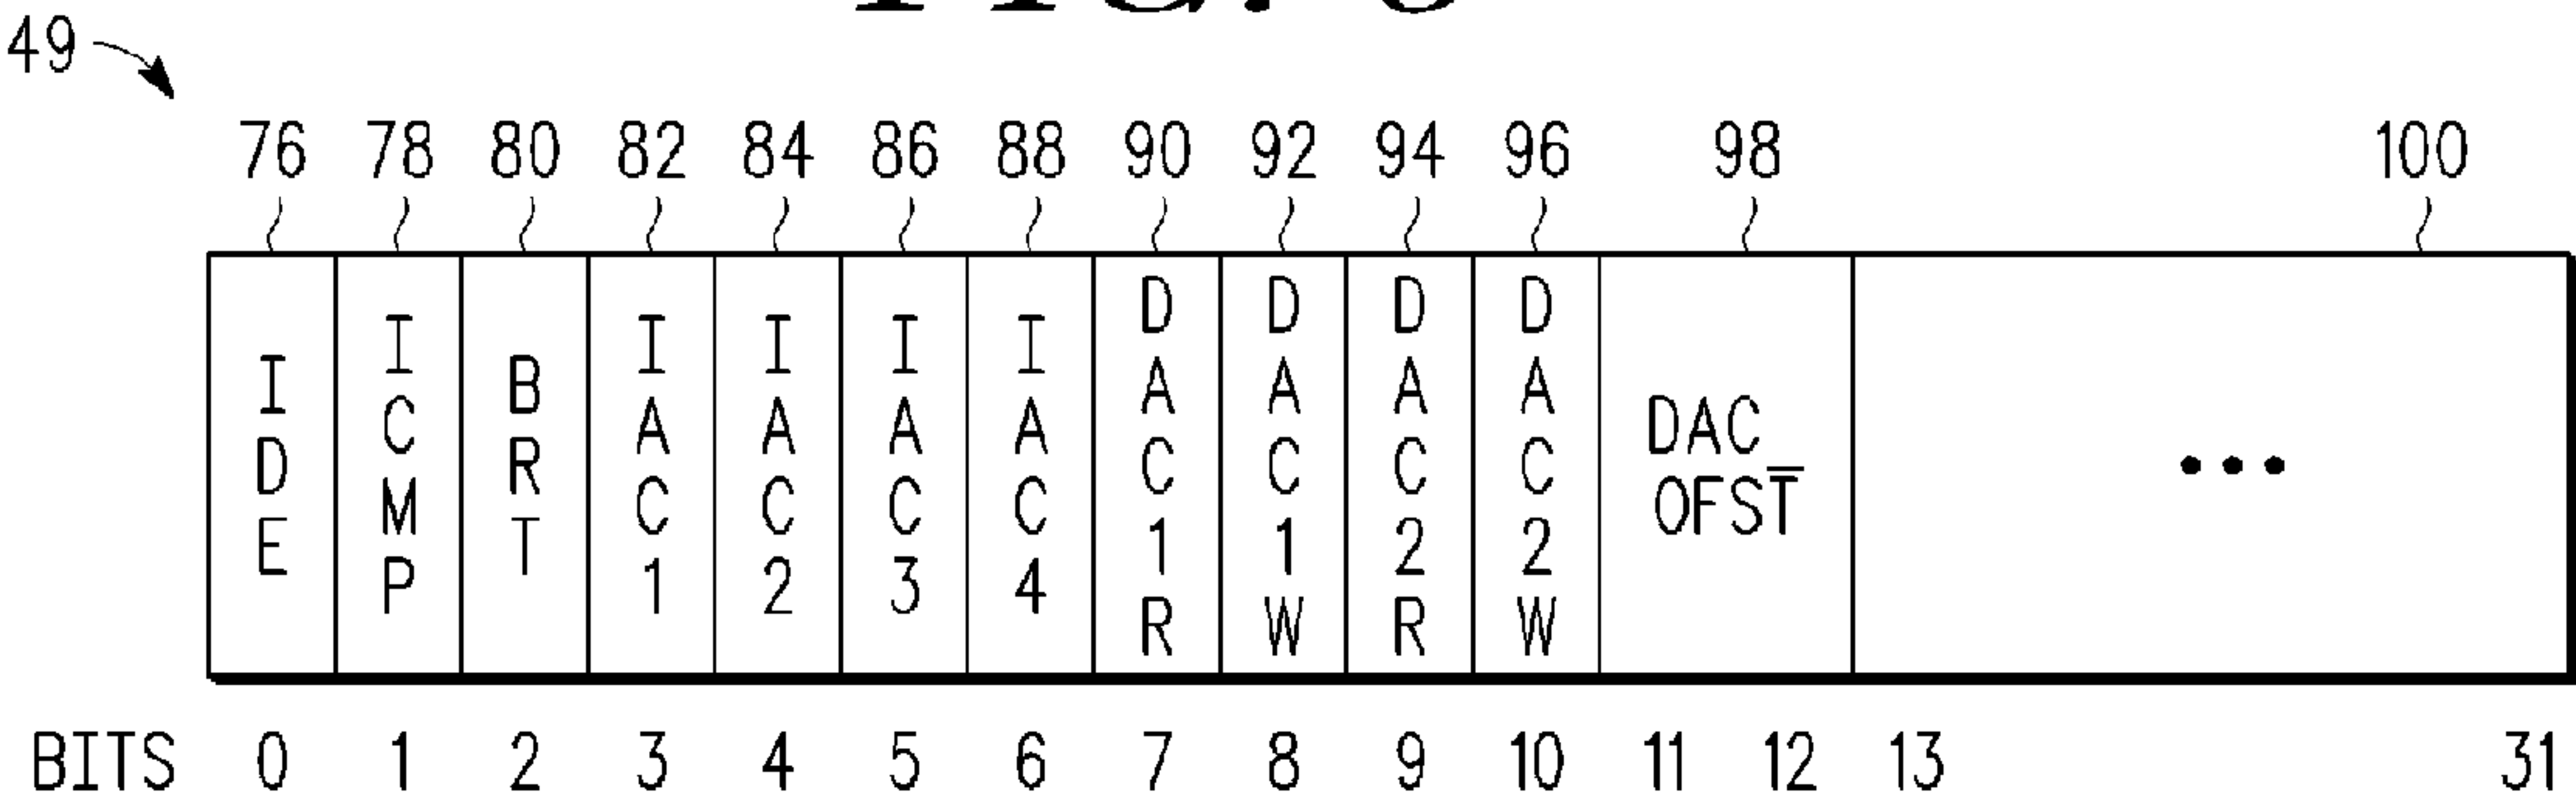 49
76 78 80 82 84 86 88 90 92 94 96 98 100
IDE ICMP BRT IAC1 IAC2 IAC3 IAC4 DAC1R DAC1W DAC2R DAC2W DAC
OFST̅ •••
BITS 0 1 2 3 4 5 6 7 8 9 10 11 12 13 31